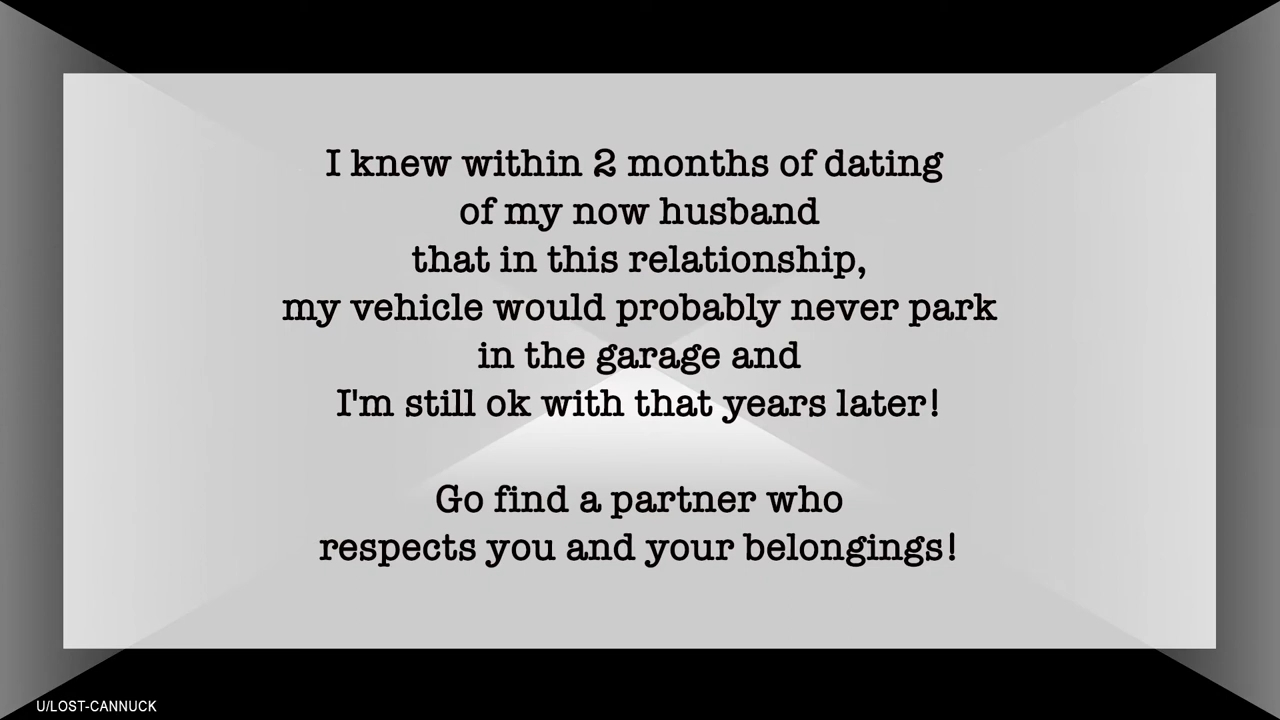 I knew within 2 months of dating
of my now husband
that in this relationship,
my vehicle would probably never park
in the garage and
I'm still ok with that years later!
Go find a partner who
respects you and your belongings!
U/LOST-CANNUCK